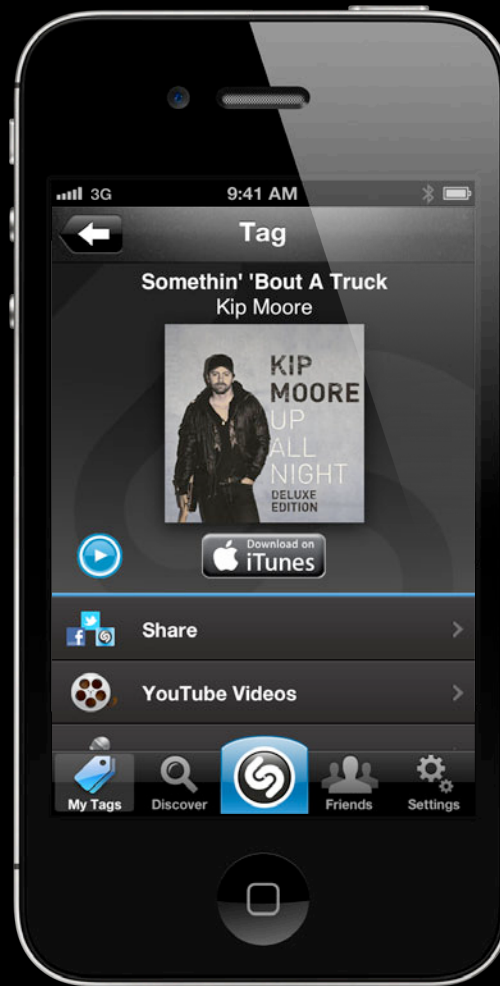 3G 9:41 AM
Tag
Somethin' 'Bout A Truck
Kip Moore
KIP
MOORE
UP
ALL
NIGHT
DELUXE
EDITION
Download on
iTunes
Share
YouTube Videos
My Tags Discover Friends Settings